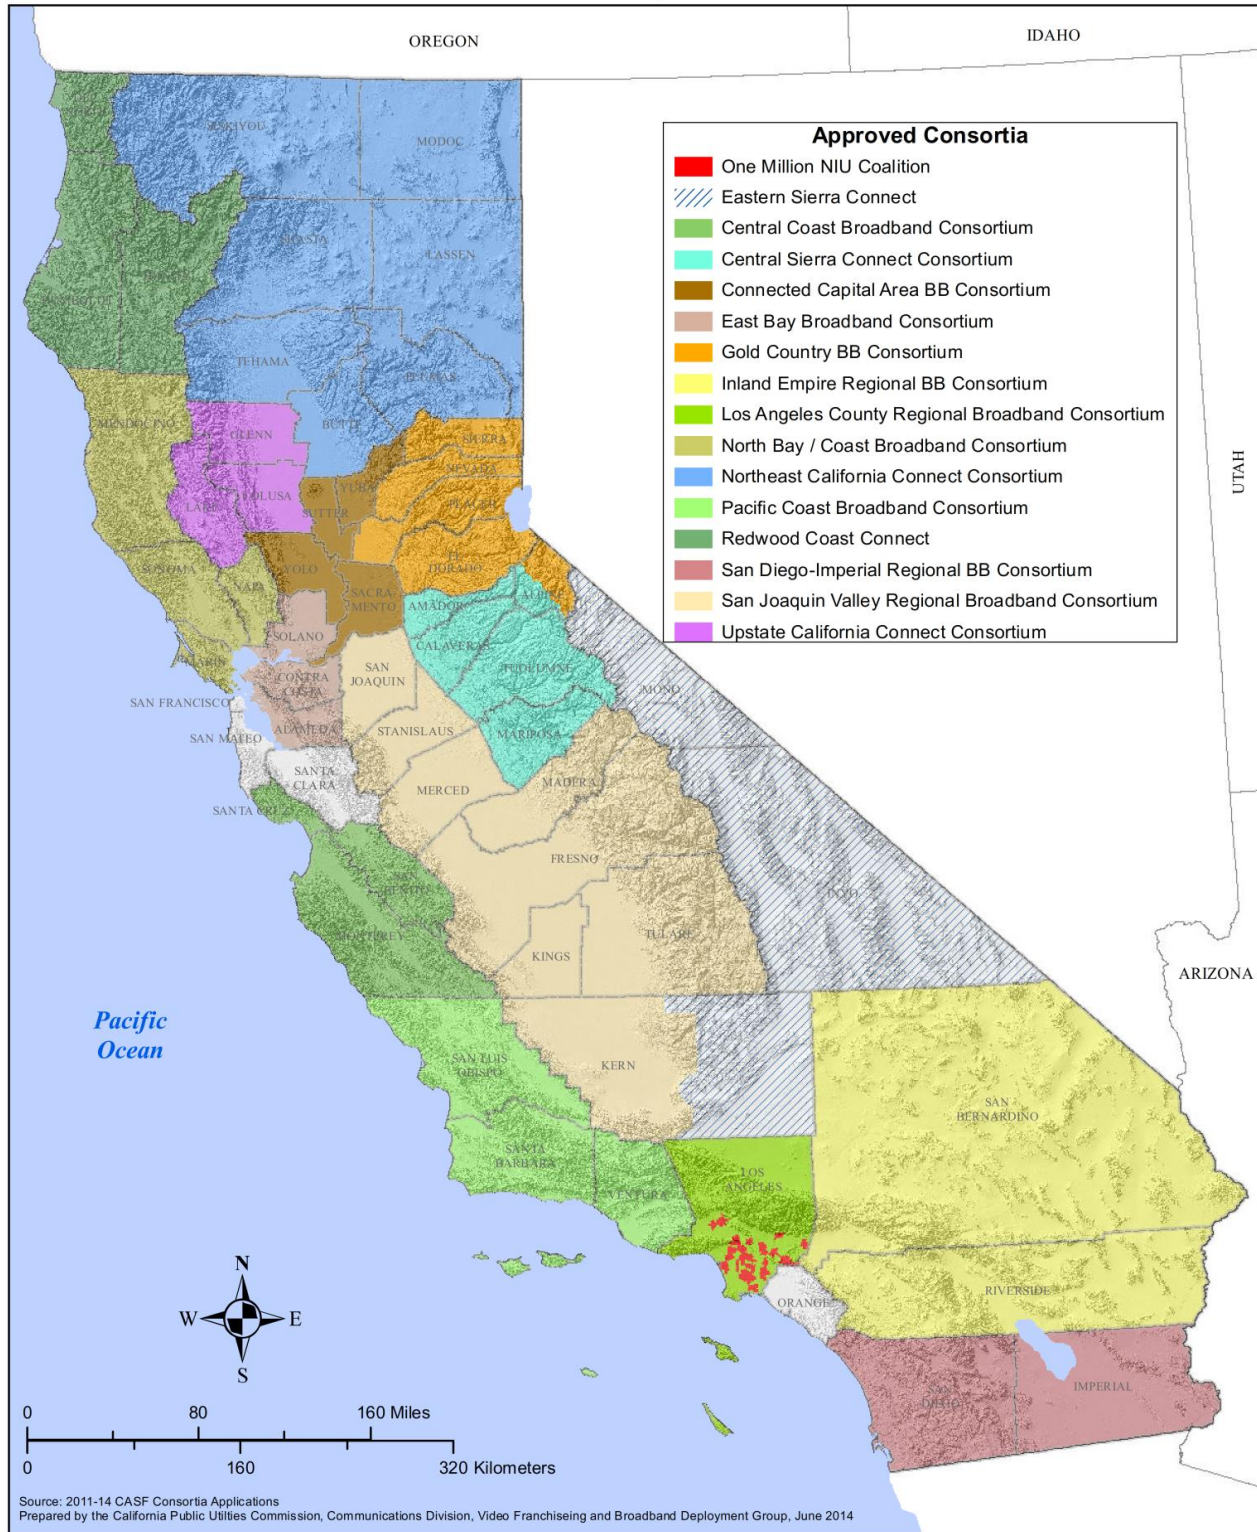 OREGON
IDAHO
UTAH
ARIZONA
Approved Consortia
One Million NIU Coalition
Eastern Sierra Connect
Central Coast Broadband Consortium
Central Sierra Connect Consortium
Connected Capital Area BB Consortium
East Bay Broadband Consortium
Gold Country BB Consortium
Inland Empire Regional BB Consortium
Los Angeles County Regional Broadband Consortium
North Bay / Coast Broadband Consortium
Northeast California Connect Consortium
Pacific Coast Broadband Consortium
Redwood Coast Connect
San Diego-Imperial Regional BB Consortium
San Joaquin Valley Regional Broadband Consortium
Upstate California Connect Consortium
SISKIYOU
MODOC
SHASTA
LASSEN
HUMBOLDT
TEHAMA
PLUMAS
MENDOCINO
GLENN
BUTTE
SIERRA
NEVADA
YUBA
PLACER
LAKE
COLUSA
SUTTER
SONOMA
NAPA
YOLO
EL
DORADO
SACRA-
MENTO
AMADOR
ALPINE
SOLANO
CALAVERAS
MARIN
TUOLUMNE
CONTRA
COSTA
SAN
JOAQUIN
MONO
SAN FRANCISCO
ALAMEDA
STANISLAUS
MARIPOSA
SAN MATEO
SANTA
CLARA
MERCED
MADERA
SANTA CRUZ
FRESNO
SAN
BENITO
INYO
MONTEREY
KINGS
TULARE
Pacific
Ocean
SAN LUIS
OBISPO
KERN
SAN
BERNARDINO
SANTA
BARBARA
VENTURA
LOS
ANGELES
ORANGE
RIVERSIDE
SAN
DIEGO
IMPERIAL
N
W
E
S
0 80 160 Miles
0 160 320 Kilometers
Source: 2011-14 CASF Consortia Applications
Prepared by the California Public Utilties Commission, Communications Division, Video Franchiseing and Broadband Deployment Group, June 2014